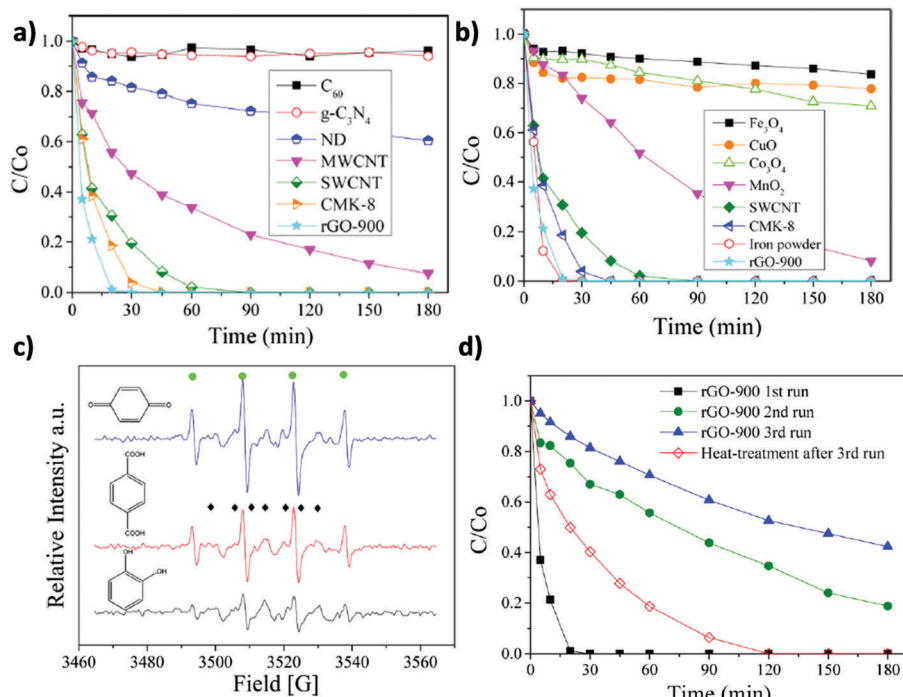 a)
C/Co
1.0
0.8
0.6
0.4
0.2
0.0
C60
g-C3N4
ND
MWCNT
SWCNT
CMK-8
rGO-900
0 30 60 90 120 150 180
Time (min)
b)
C/Co
1.0
0.8
0.6
0.4
0.2
0.0
Fe3O4
CuO
Co3O4
MnO2
SWCNT
CMK-8
Iron powder
rGO-900
0 30 60 90 120 150 180
Time (min)
c)
Relative Intensity a.u.
O O
COOH
COOH
OH
OH
3460 3480 3500 3520 3540 3560
Field [G]
d)
C/Co
1.0
0.8
0.6
0.4
0.2
0.0
rGO-900 1st run
rGO-900 2nd run
rGO-900 3rd run
Heat-treatment after 3rd run
0 30 60 90 120 150 180
Time (min)